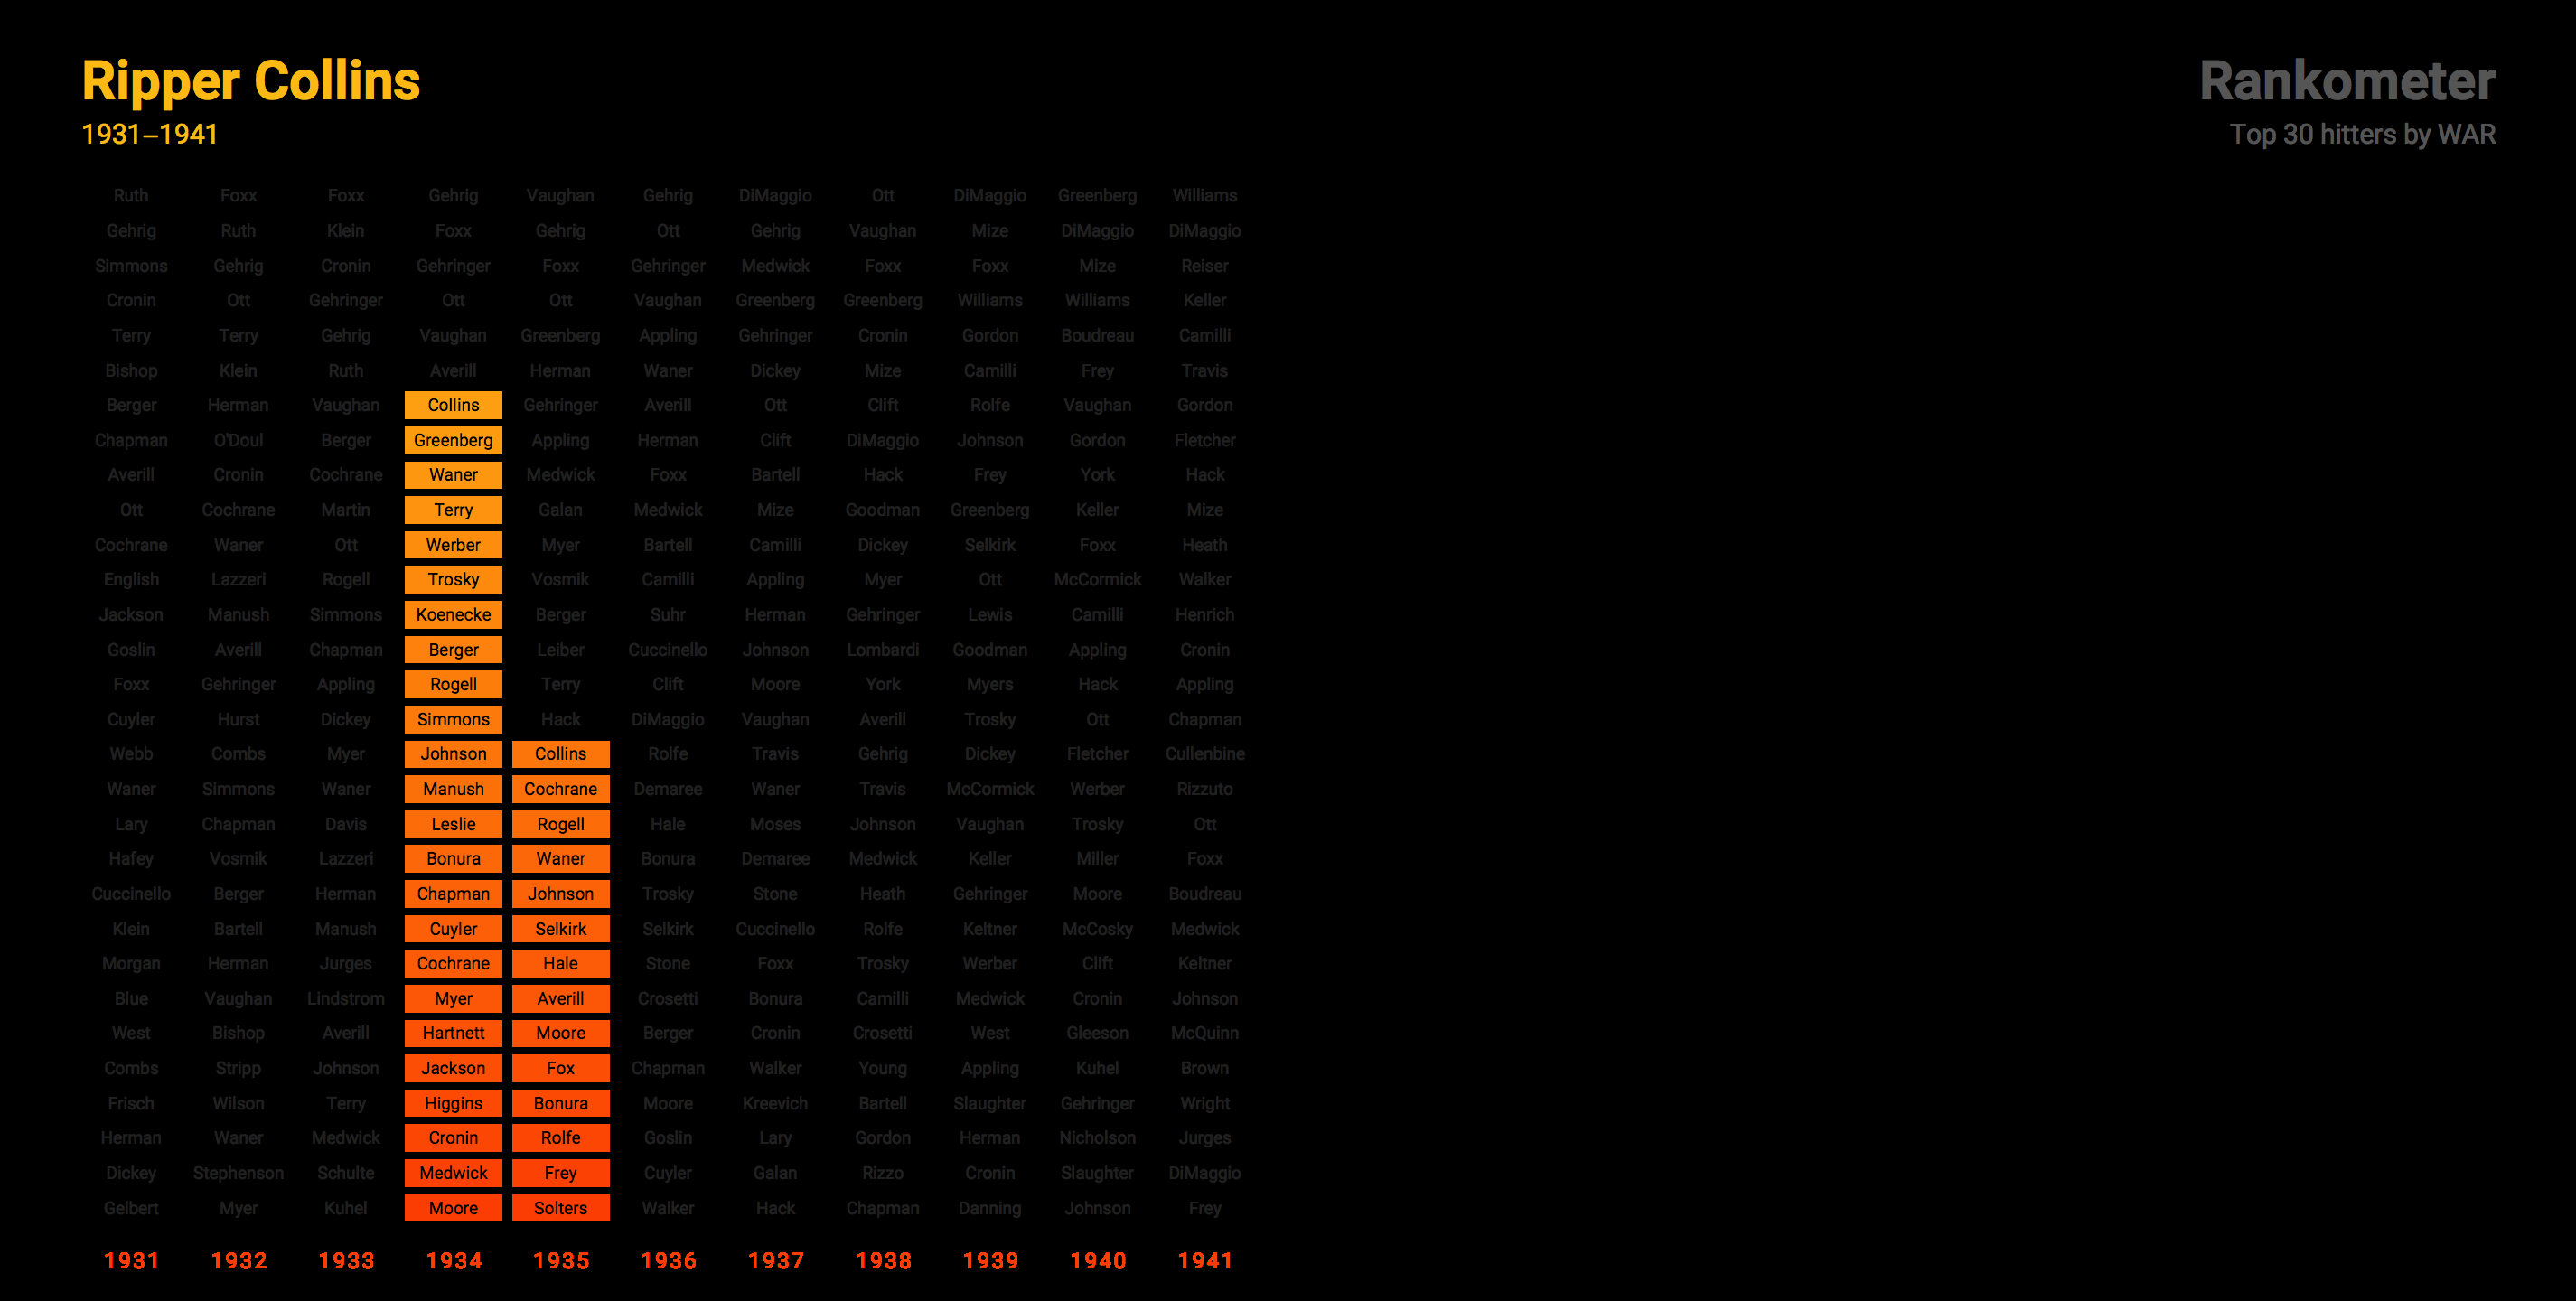 Ripper Collins
1931–1941
Rankometer
Top 30 hitters by WAR
Ruth Foxx Foxx Gehrig Vaughan Gehrig DiMaggio Ott DiMaggio Greenberg Williams
Gehrig Ruth Klein Foxx Gehrig Ott Gehrig Vaughan Mize DiMaggio DiMaggio
Simmons Gehrig Cronin Gehringer Foxx Gehringer Medwick Foxx Foxx Mize Reiser
Cronin Ott Gehringer Ott Ott Vaughan Greenberg Greenberg Williams Williams Keller
Terry Terry Gehrig Vaughan Greenberg Appling Gehringer Cronin Gordon Boudreau Camilli
Bishop Klein Ruth Averill Herman Waner Dickey Mize Camilli Frey Travis
Berger Herman Vaughan Collins Gehringer Averill Ott Clift Rolfe Vaughan Gordon
Chapman O'Doul Berger Greenberg Appling Herman Clift DiMaggio Johnson Gordon Fletcher
Averill Cronin Cochrane Waner Medwick Foxx Bartell Hack Frey York Hack
Ott Cochrane Martin Terry Galan Medwick Mize Goodman Greenberg Keller Mize
Cochrane Waner Ott Werber Myer Bartell Camilli Dickey Selkirk Foxx Heath
English Lazzeri Rogell Trosky Vosmik Camilli Appling Myer Ott McCormick Walker
Jackson Manush Simmons Koenecke Berger Suhr Herman Gehringer Lewis Camilli Henrich
Goslin Averill Chapman Berger Leiber Cuccinello Johnson Lombardi Goodman Appling Cronin
Foxx Gehringer Appling Rogell Terry Clift Moore York Myers Hack Appling
Cuyler Hurst Dickey Simmons Hack DiMaggio Vaughan Averill Trosky Ott Chapman
Webb Combs Myer Johnson Collins Rolfe Travis Gehrig Dickey Fletcher Cullenbine
Waner Simmons Waner Manush Cochrane Demaree Waner Travis McCormick Werber Rizzuto
Lary Chapman Davis Leslie Rogell Hale Moses Johnson Vaughan Trosky Ott
Hafey Vosmik Lazzeri Bonura Waner Bonura Demaree Medwick Keller Miller Foxx
Cuccinello Berger Herman Chapman Johnson Trosky Stone Heath Gehringer Moore Boudreau
Klein Bartell Manush Cuyler Selkirk Selkirk Cuccinello Rolfe Keltner McCosky Medwick
Morgan Herman Jurges Cochrane Hale Stone Foxx Trosky Werber Clift Keltner
Blue Vaughan Lindstrom Myer Averill Crosetti Bonura Camilli Medwick Cronin Johnson
West Bishop Averill Hartnett Moore Berger Cronin Crosetti West Gleeson McQuinn
Combs Stripp Johnson Jackson Fox Chapman Walker Young Appling Kuhel Brown
Frisch Wilson Terry Higgins Bonura Moore Kreevich Bartell Slaughter Gehringer Wright
Herman Waner Medwick Cronin Rolfe Goslin Lary Gordon Herman Nicholson Jurges
Dickey Stephenson Schulte Medwick Frey Cuyler Galan Rizzo Cronin Slaughter DiMaggio
Gelbert Myer Kuhel Moore Solters Walker Hack Chapman Danning Johnson Frey
1931 1932 1933 1934 1935 1936 1937 1938 1939 1940 1941